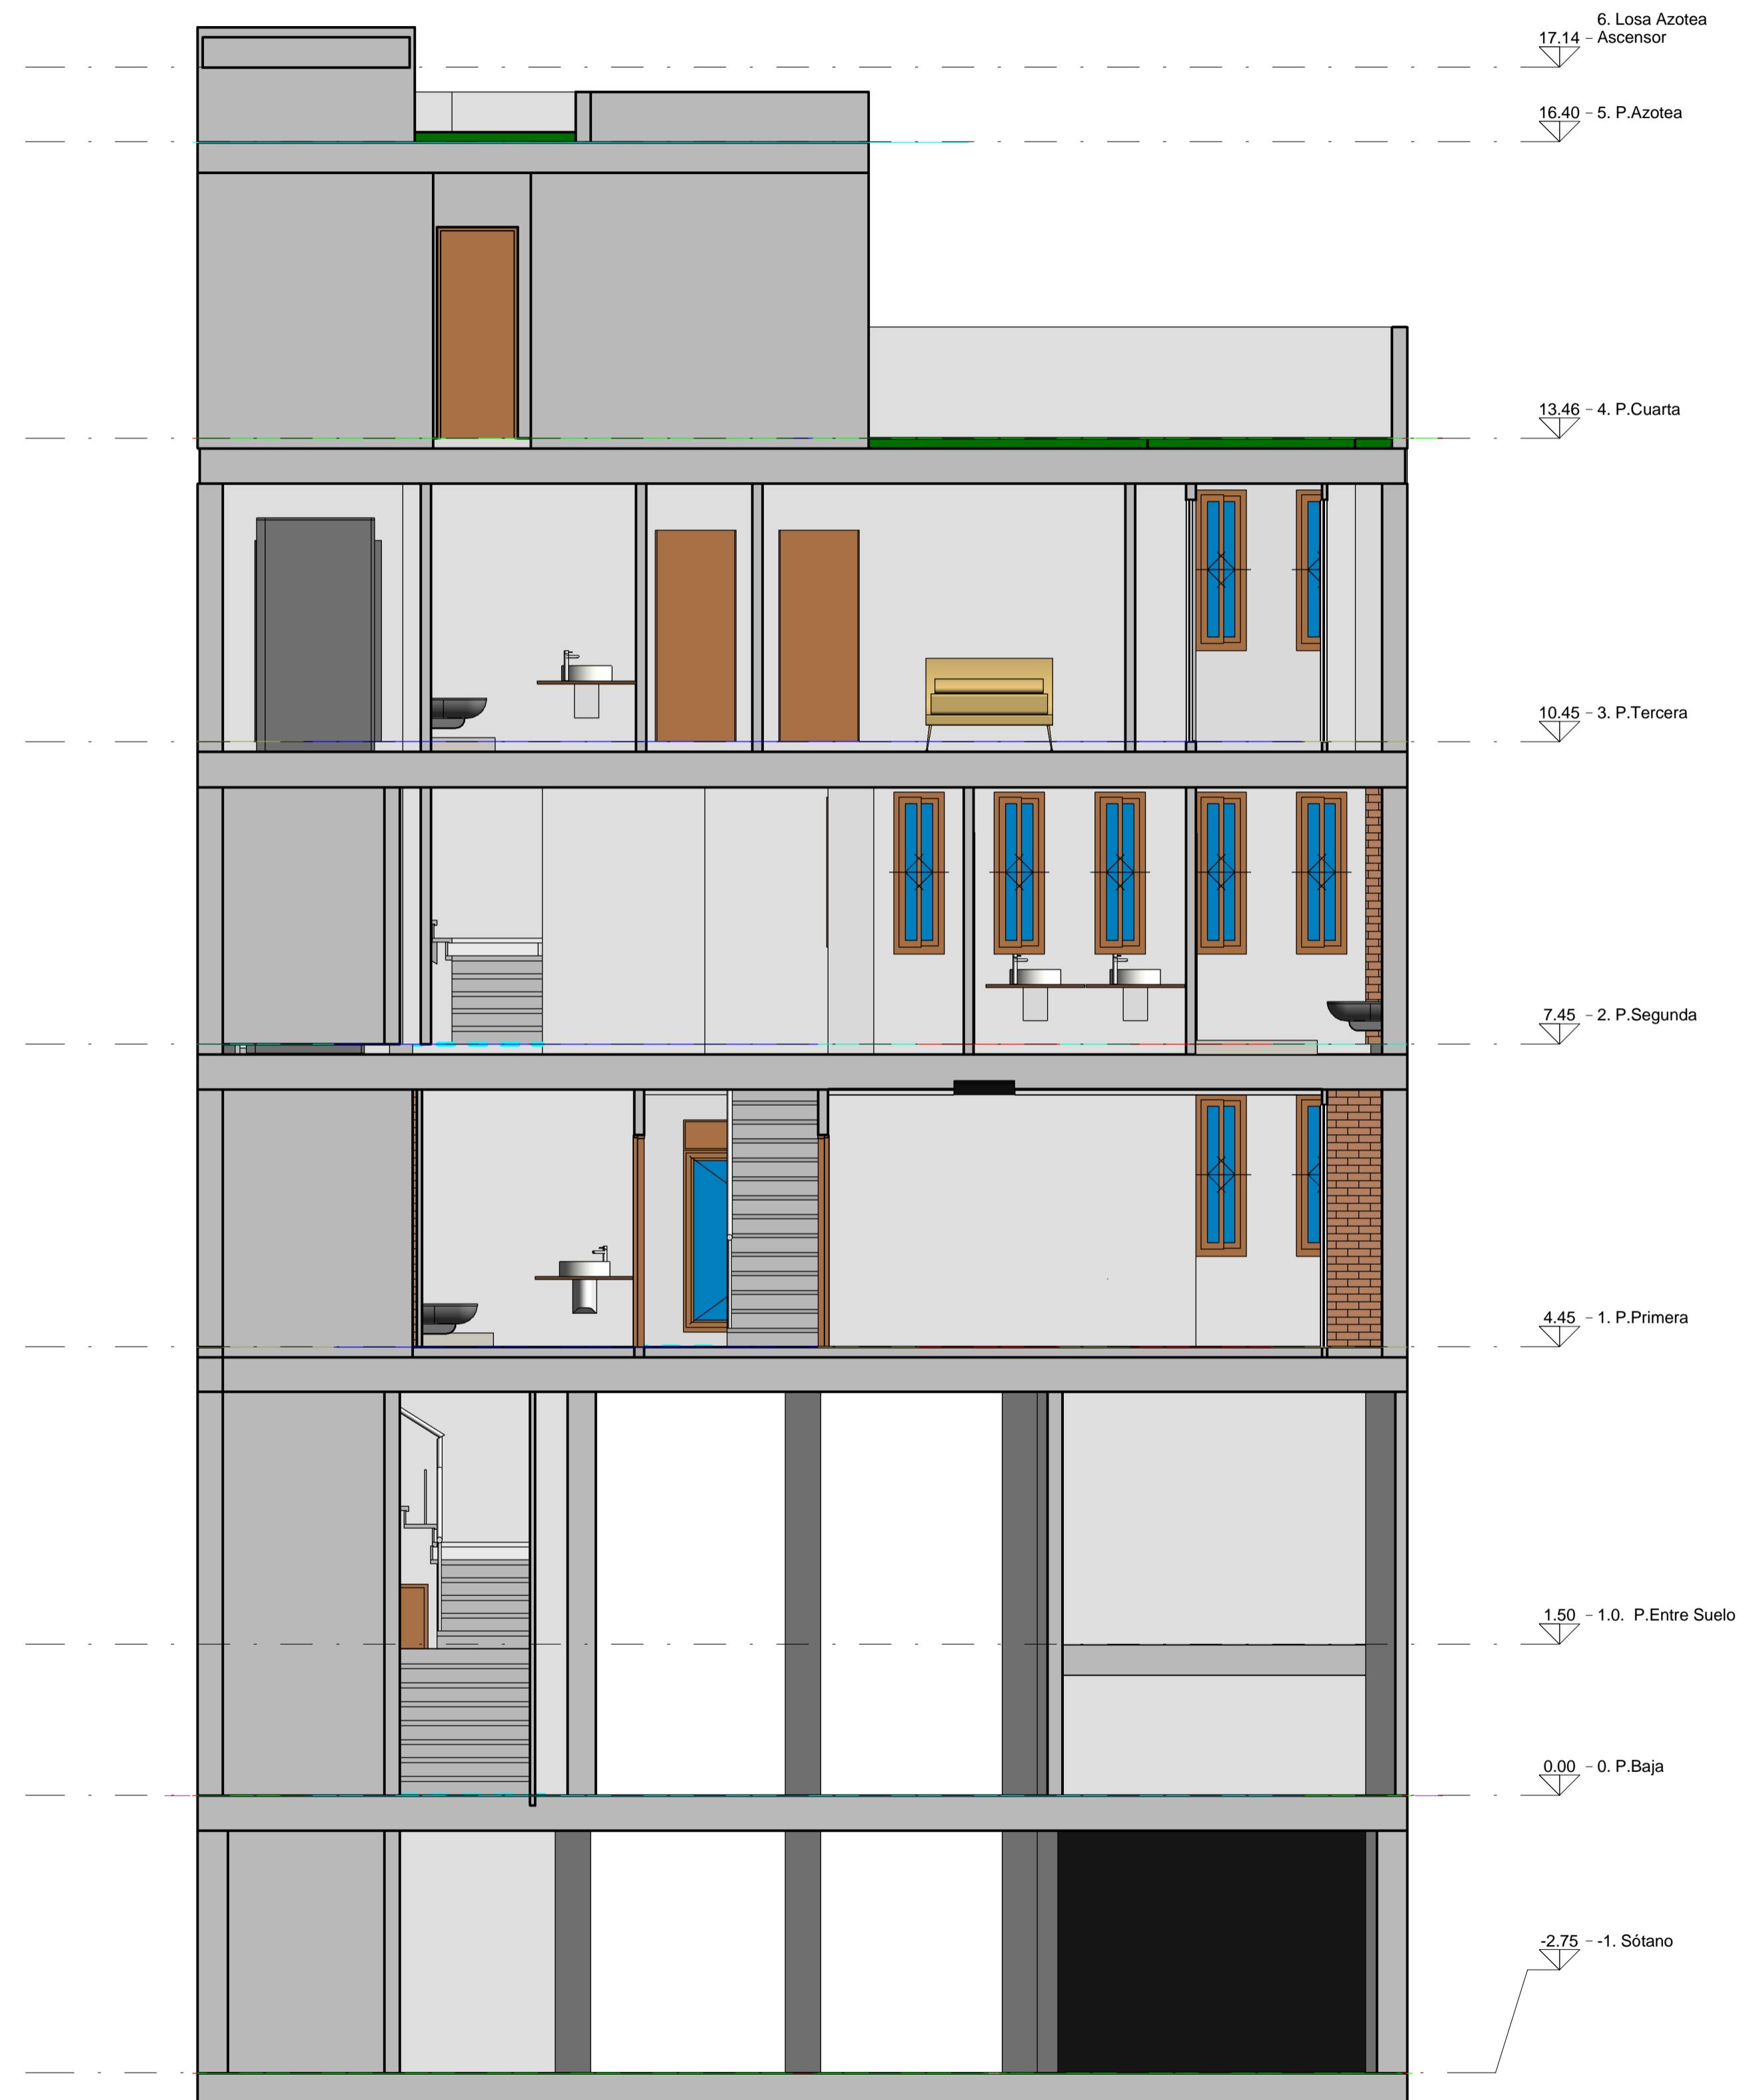 6. Losa Azotea
17.14 Ascensor
16.40 5. P.Azotea
13.46 4. P.Cuarta
10.45 3. P.Tercera
7.45 2. P.Segunda
4.45 1. P.Primera
1.50 1.0. P.Entre Suelo
0.00 0. P.Baja
-2.75 -1. Sótano